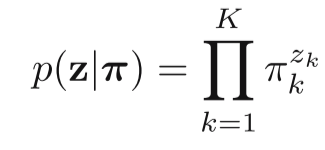 p(𝐳|𝛑) = ∏_{k=1}^{K} π_k^{z_k}